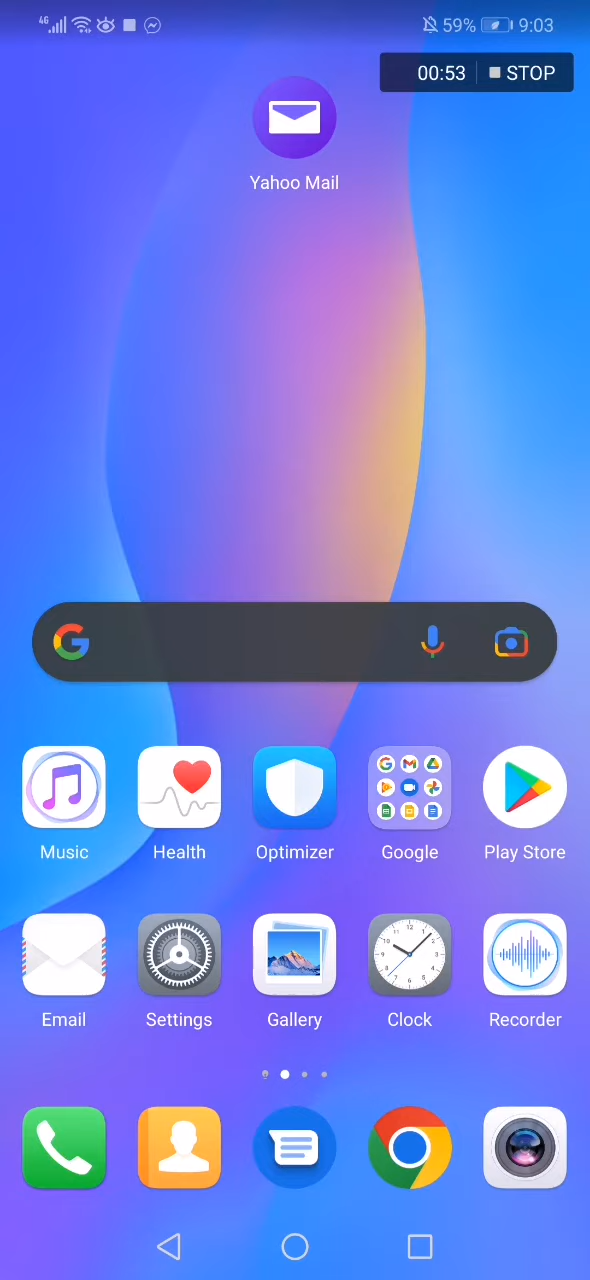 4G 59% 9:03
00:53 STOP
Yahoo Mail
Music Health Optimizer Google Play Store
Email Settings Gallery Clock Recorder